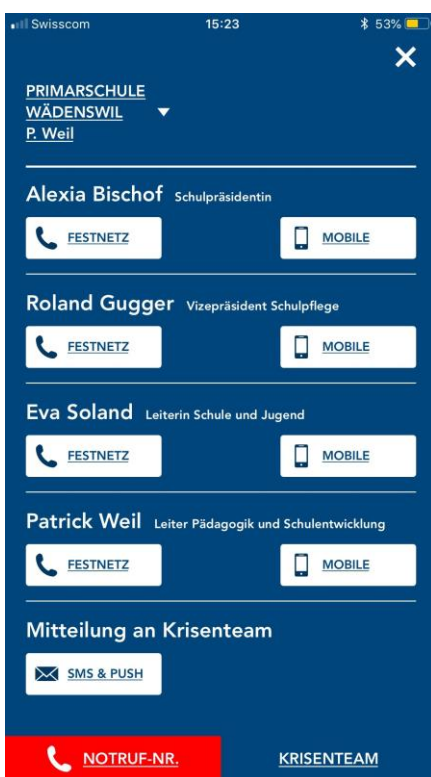 Swisscom 15:23 53%
PRIMARSCHULE
WÄDENSWIL
P. Weil
Alexia Bischof Schulpräsidentin
FESTNETZ MOBILE
Roland Gugger Vizepräsident Schulpflege
FESTNETZ MOBILE
Eva Soland Leiterin Schule und Jugend
FESTNETZ MOBILE
Patrick Weil Leiter Pädagogik und Schulentwicklung
FESTNETZ MOBILE
Mitteilung an Krisenteam
SMS & PUSH
NOTRUF-NR. KRISENTEAM